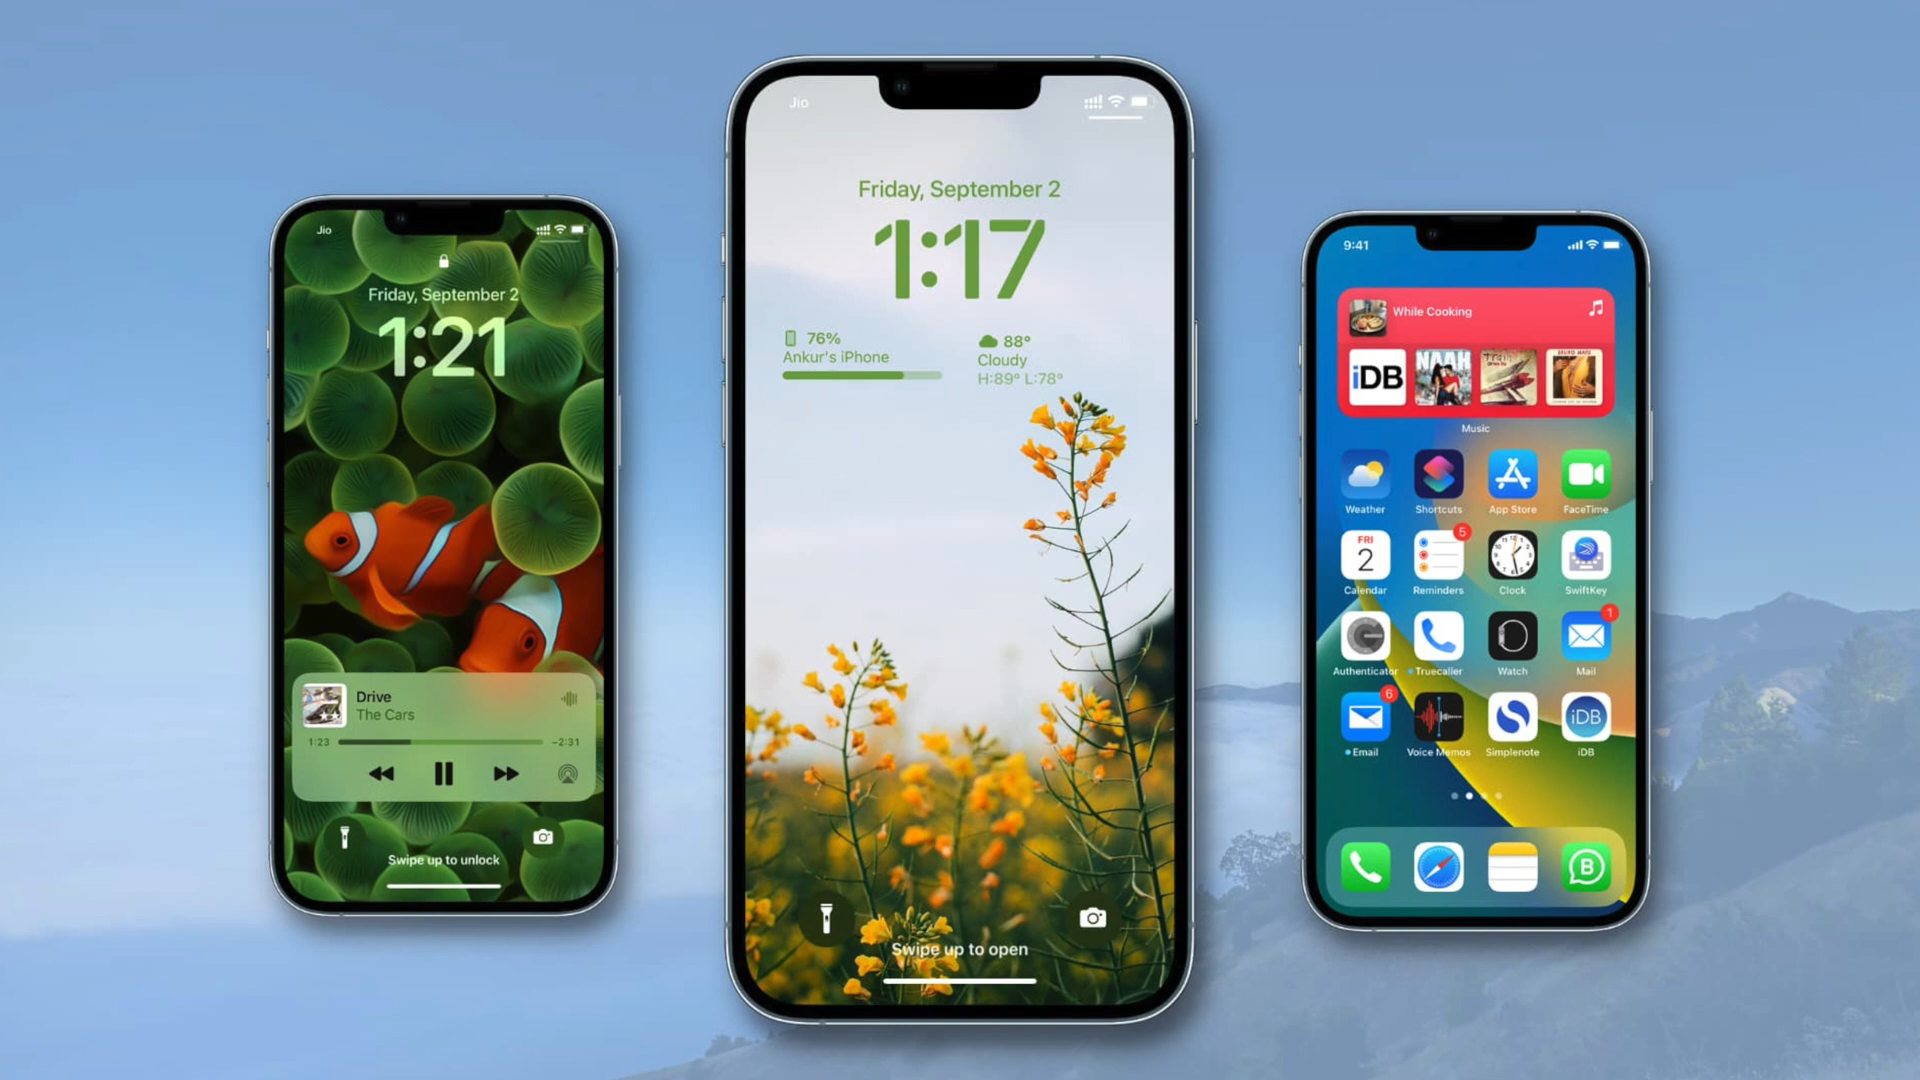 Jio
Friday, September 2
1:21
Drive
The Cars
1:23
-2:31
Swipe up to unlock
Jio
Friday, September 2
1:17
76%
Ankur's iPhone
88°
Cloudy
H:89° L:78°
Swipe up to open
9:41
While Cooking
iDB
NAAH
train
Music
Weather
Shortcuts
App Store
FaceTime
FRI
2
5
Calendar
Reminders
Clock
SwiftKey
1
Authenticator
Truecaller
Watch
Mail
6
iDB
Email
Voice Memos
Simplenote
iDB
B